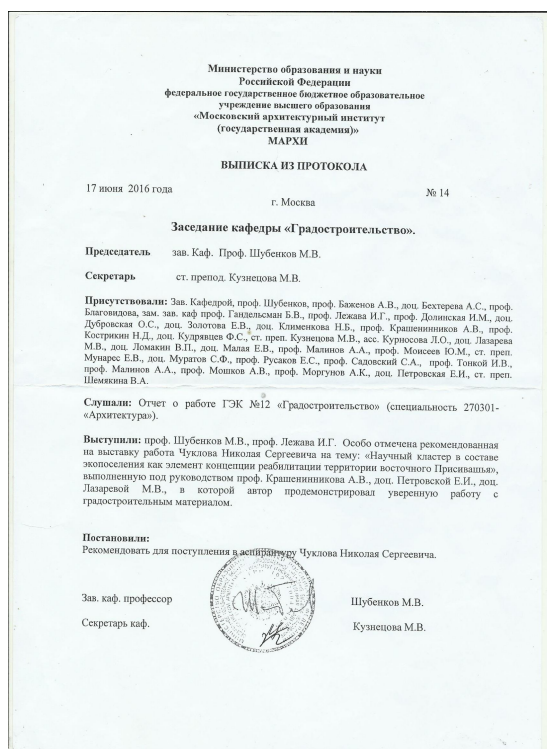 Министерство образования и науки
Российской Федерации
федеральное государственное бюджетное образовательное
учреждение высшего образования
«Московский архитектурный институт
(государственная академия)»
МАРХИ
ВЫПИСКА ИЗ ПРОТОКОЛА
17 июня 2016 года № 14
г. Москва
Заседание кафедры «Градостроительство».
Председатель зав. Каф. Проф. Шубенков М.В.
Секретарь ст. препод. Кузнецова М.В.
Присутствовали: Зав. Кафедрой, проф. Шубенков, проф. Баженов А.В., доц. Бехтерева А.С., проф.
Благовидова, зам. зав. каф проф. Гандельсман Б.В., проф. Лежава И.Г., проф. Долинская И.М., доц.
Дубровская О.С., доц. Золотова Е.В., доц. Клименкова Н.Б., проф. Крашенинников А.В., проф.
Кострикин Н.Д., доц. Кудрявцев Ф.С., ст. преп. Кузнецова М.В., асс. Курносова Л.О., доц. Лазарева
М.В., доц. Ломакин В.П., доц. Малая Е.В., проф. Малинов А.А., проф. Моисеев Ю.М., ст. преп.
Мунарес Е.В., доц. Муратов С.Ф., проф. Русаков Е.С., проф. Садовский С.А., проф. Тонкой И.В.,
проф. Малинов А.А., проф. Мошков А.В., проф. Моргунов А.К., доц. Петровская Е.И., ст. преп.
Шемякина В.А.
Слушали: Отчет о работе ГЭК №12 «Градостроительство» (специальность 270301-
«Архитектура»).
Выступили: проф. Шубенков М.В., проф. Лежава И.Г. Особо отмечена рекомендованная
на выставку работа Чуклова Николая Сергеевича на тему: «Научный кластер в составе
экопоселения как элемент концепции реабилитации территории восточного Присивашья»,
выполненную под руководством проф. Крашенинникова А.В., доц. Петровской Е.И., доц.
Лазаревой М.В., в которой автор продемонстрировал уверенную работу с
градостроительным материалом.
Постановили:
Рекомендовать для поступления в аспирантуру Чуклова Николая Сергеевича.
Зав. каф. профессор Шубенков М.В.
Секретарь каф. Кузнецова М.В.